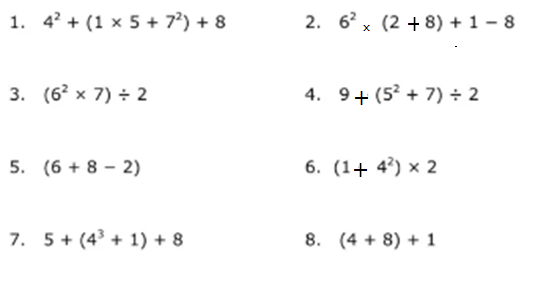 1. 4² + (1 × 5 + 7²) + 8 2. 6² × (2 + 8) + 1 − 8
3. (6² × 7) ÷ 2 4. 9 + (5² + 7) ÷ 2
5. (6 + 8 − 2) 6. (1 + 4²) × 2
7. 5 + (4³ + 1) + 8 8. (4 + 8) + 1